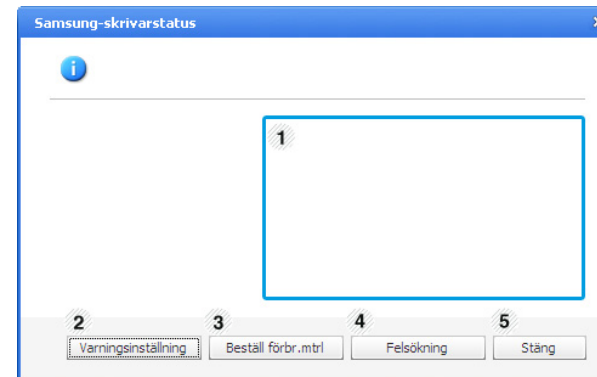 Samsung-skrivarstatus
1
2 3 4 5
Varningsinställning Beställ förbr.mtrl Felsökning Stäng